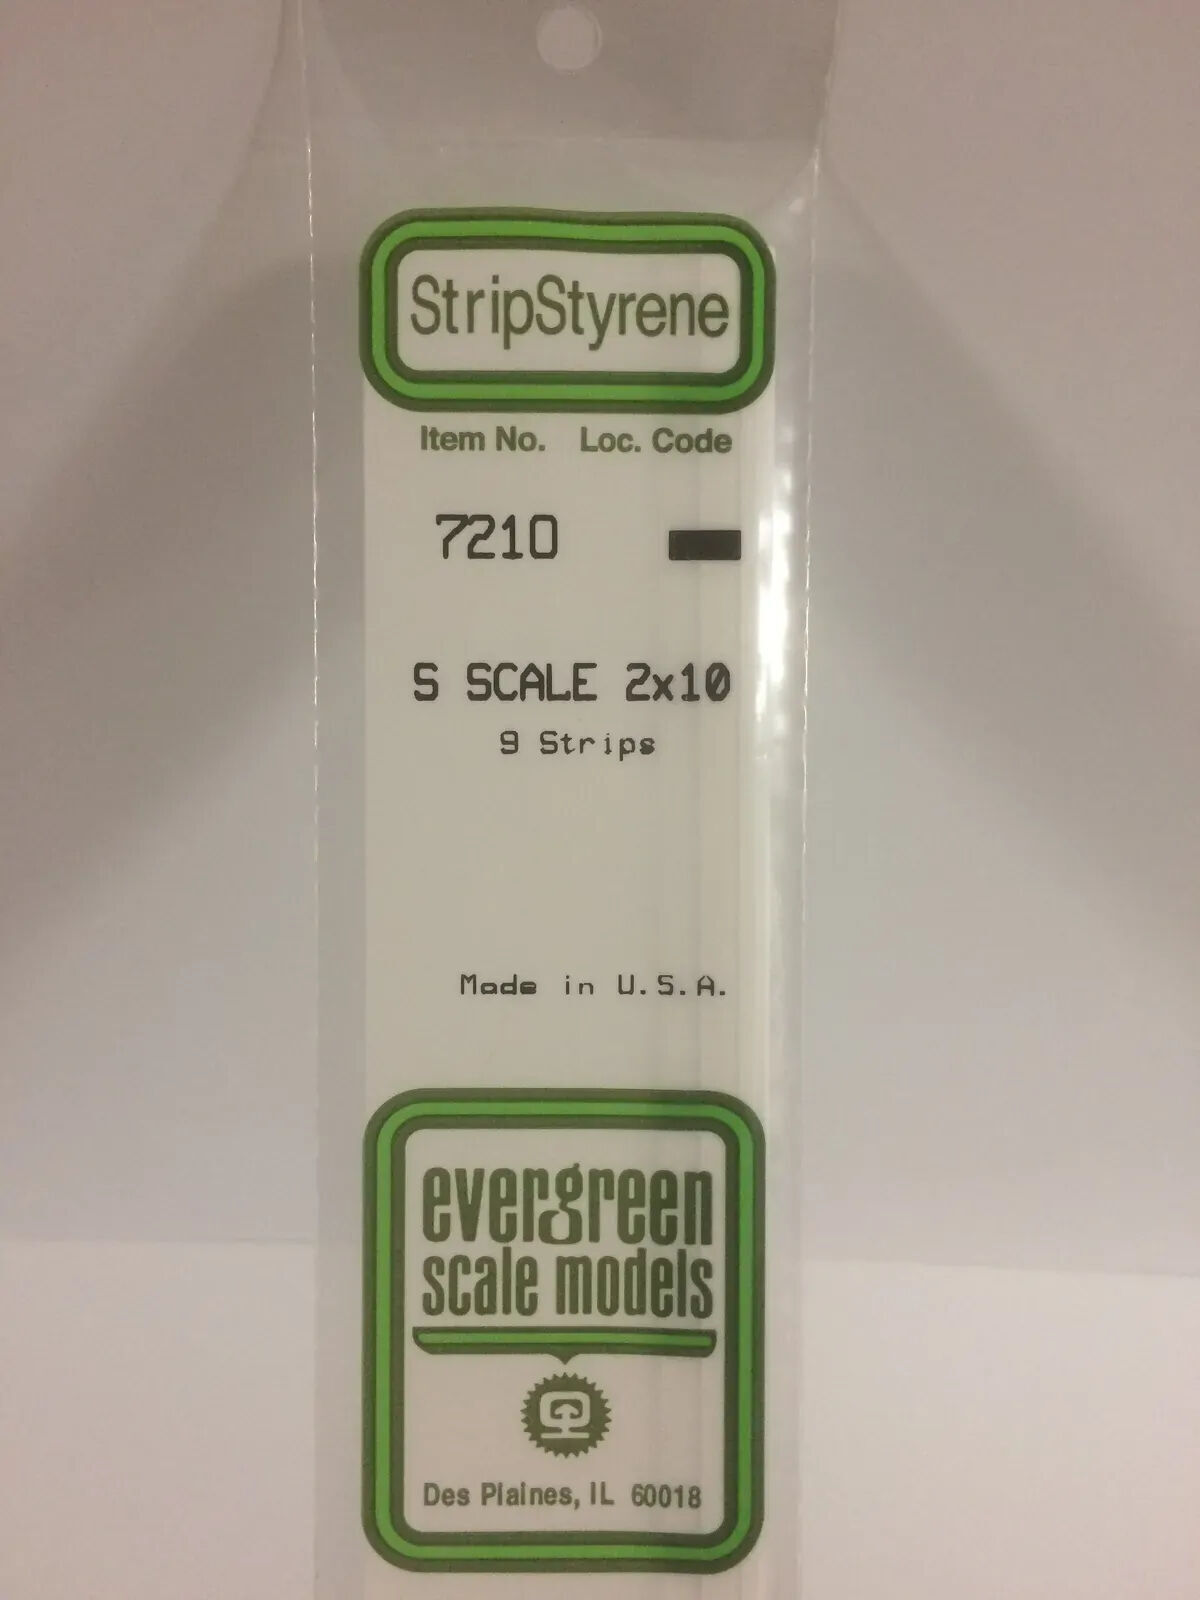 StripStyrene
Item No. Loc. Code
7210
S SCALE 2x10
9 Strips
Made in U.S.A.
evergreen
scale models
Des Plaines, IL 60018